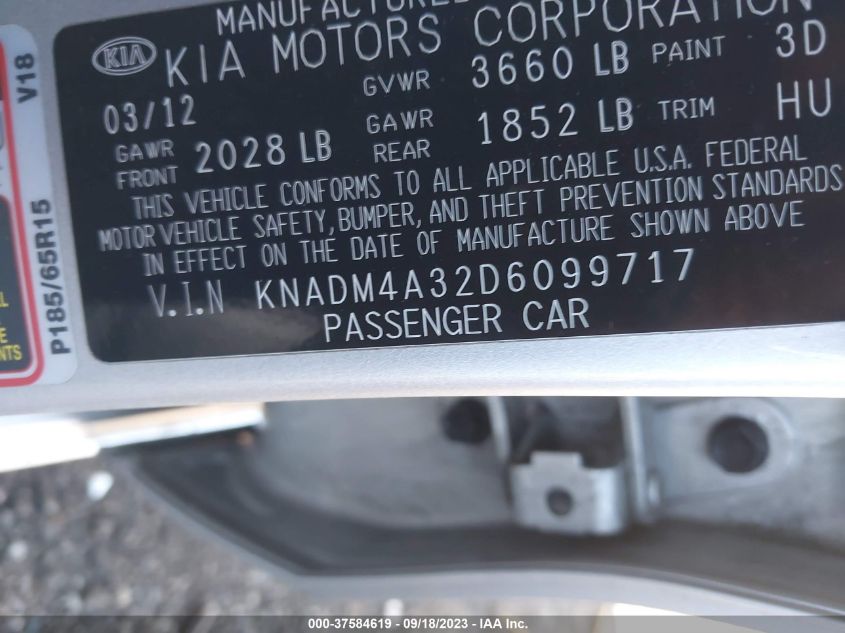 MANUFACTURED
KIA KIA MOTORS CORPORATION
03/12 GVWR 3660 LB PAINT 3D
GAWR FRONT 2028 LB GAWR REAR 1852 LB TRIM HU
THIS VEHICLE CONFORMS TO ALL APPLICABLE U.S.A. FEDERAL
MOTOR VEHICLE SAFETY, BUMPER, AND THEFT PREVENTION STANDARDS
IN EFFECT ON THE DATE OF MANUFACTURE SHOWN ABOVE
V.I.N KNADM4A32D6099717
PASSENGER CAR
V18
P185/65R15
000-37584619 - 09/18/2023 - IAA Inc.